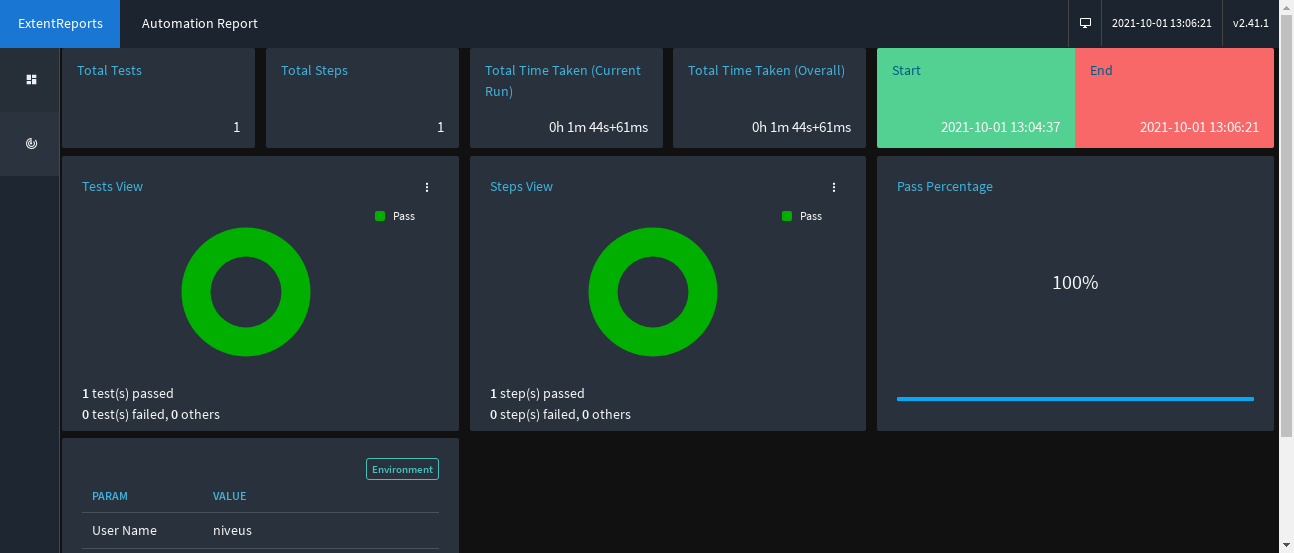 ExtentReports
Automation Report
2021-10-01 13:06:21
v2.41.1
Total Tests
1
Total Steps
1
Total Time Taken (Current
Run)
0h 1m 44s+61ms
Total Time Taken (Overall)
0h 1m 44s+61ms
Start
2021-10-01 13:04:37
End
2021-10-01 13:06:21
Tests View
Pass
1 test(s) passed
0 test(s) failed, 0 others
Steps View
Pass
1 step(s) passed
0 step(s) failed, 0 others
Pass Percentage
100%
Environment
PARAM VALUE
User Name niveus